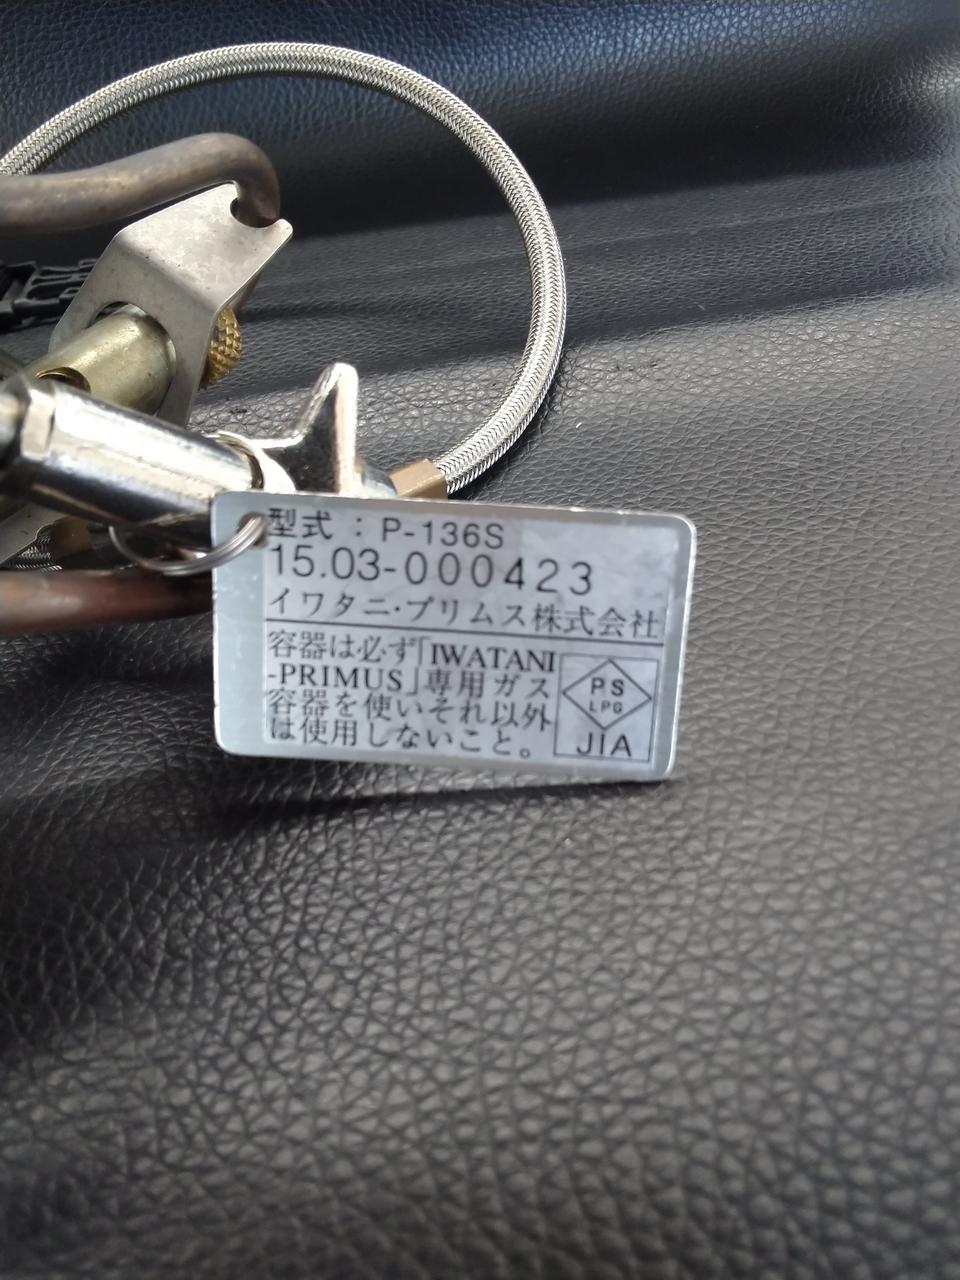 型式：P-136S
15.03-000423
イワタニ・プリムス株式会社
容器は必ず「IWATANI
-PRIMUS」専用ガス
容器を使いそれ以外
は使用しないこと。
PS
LPG
JIA